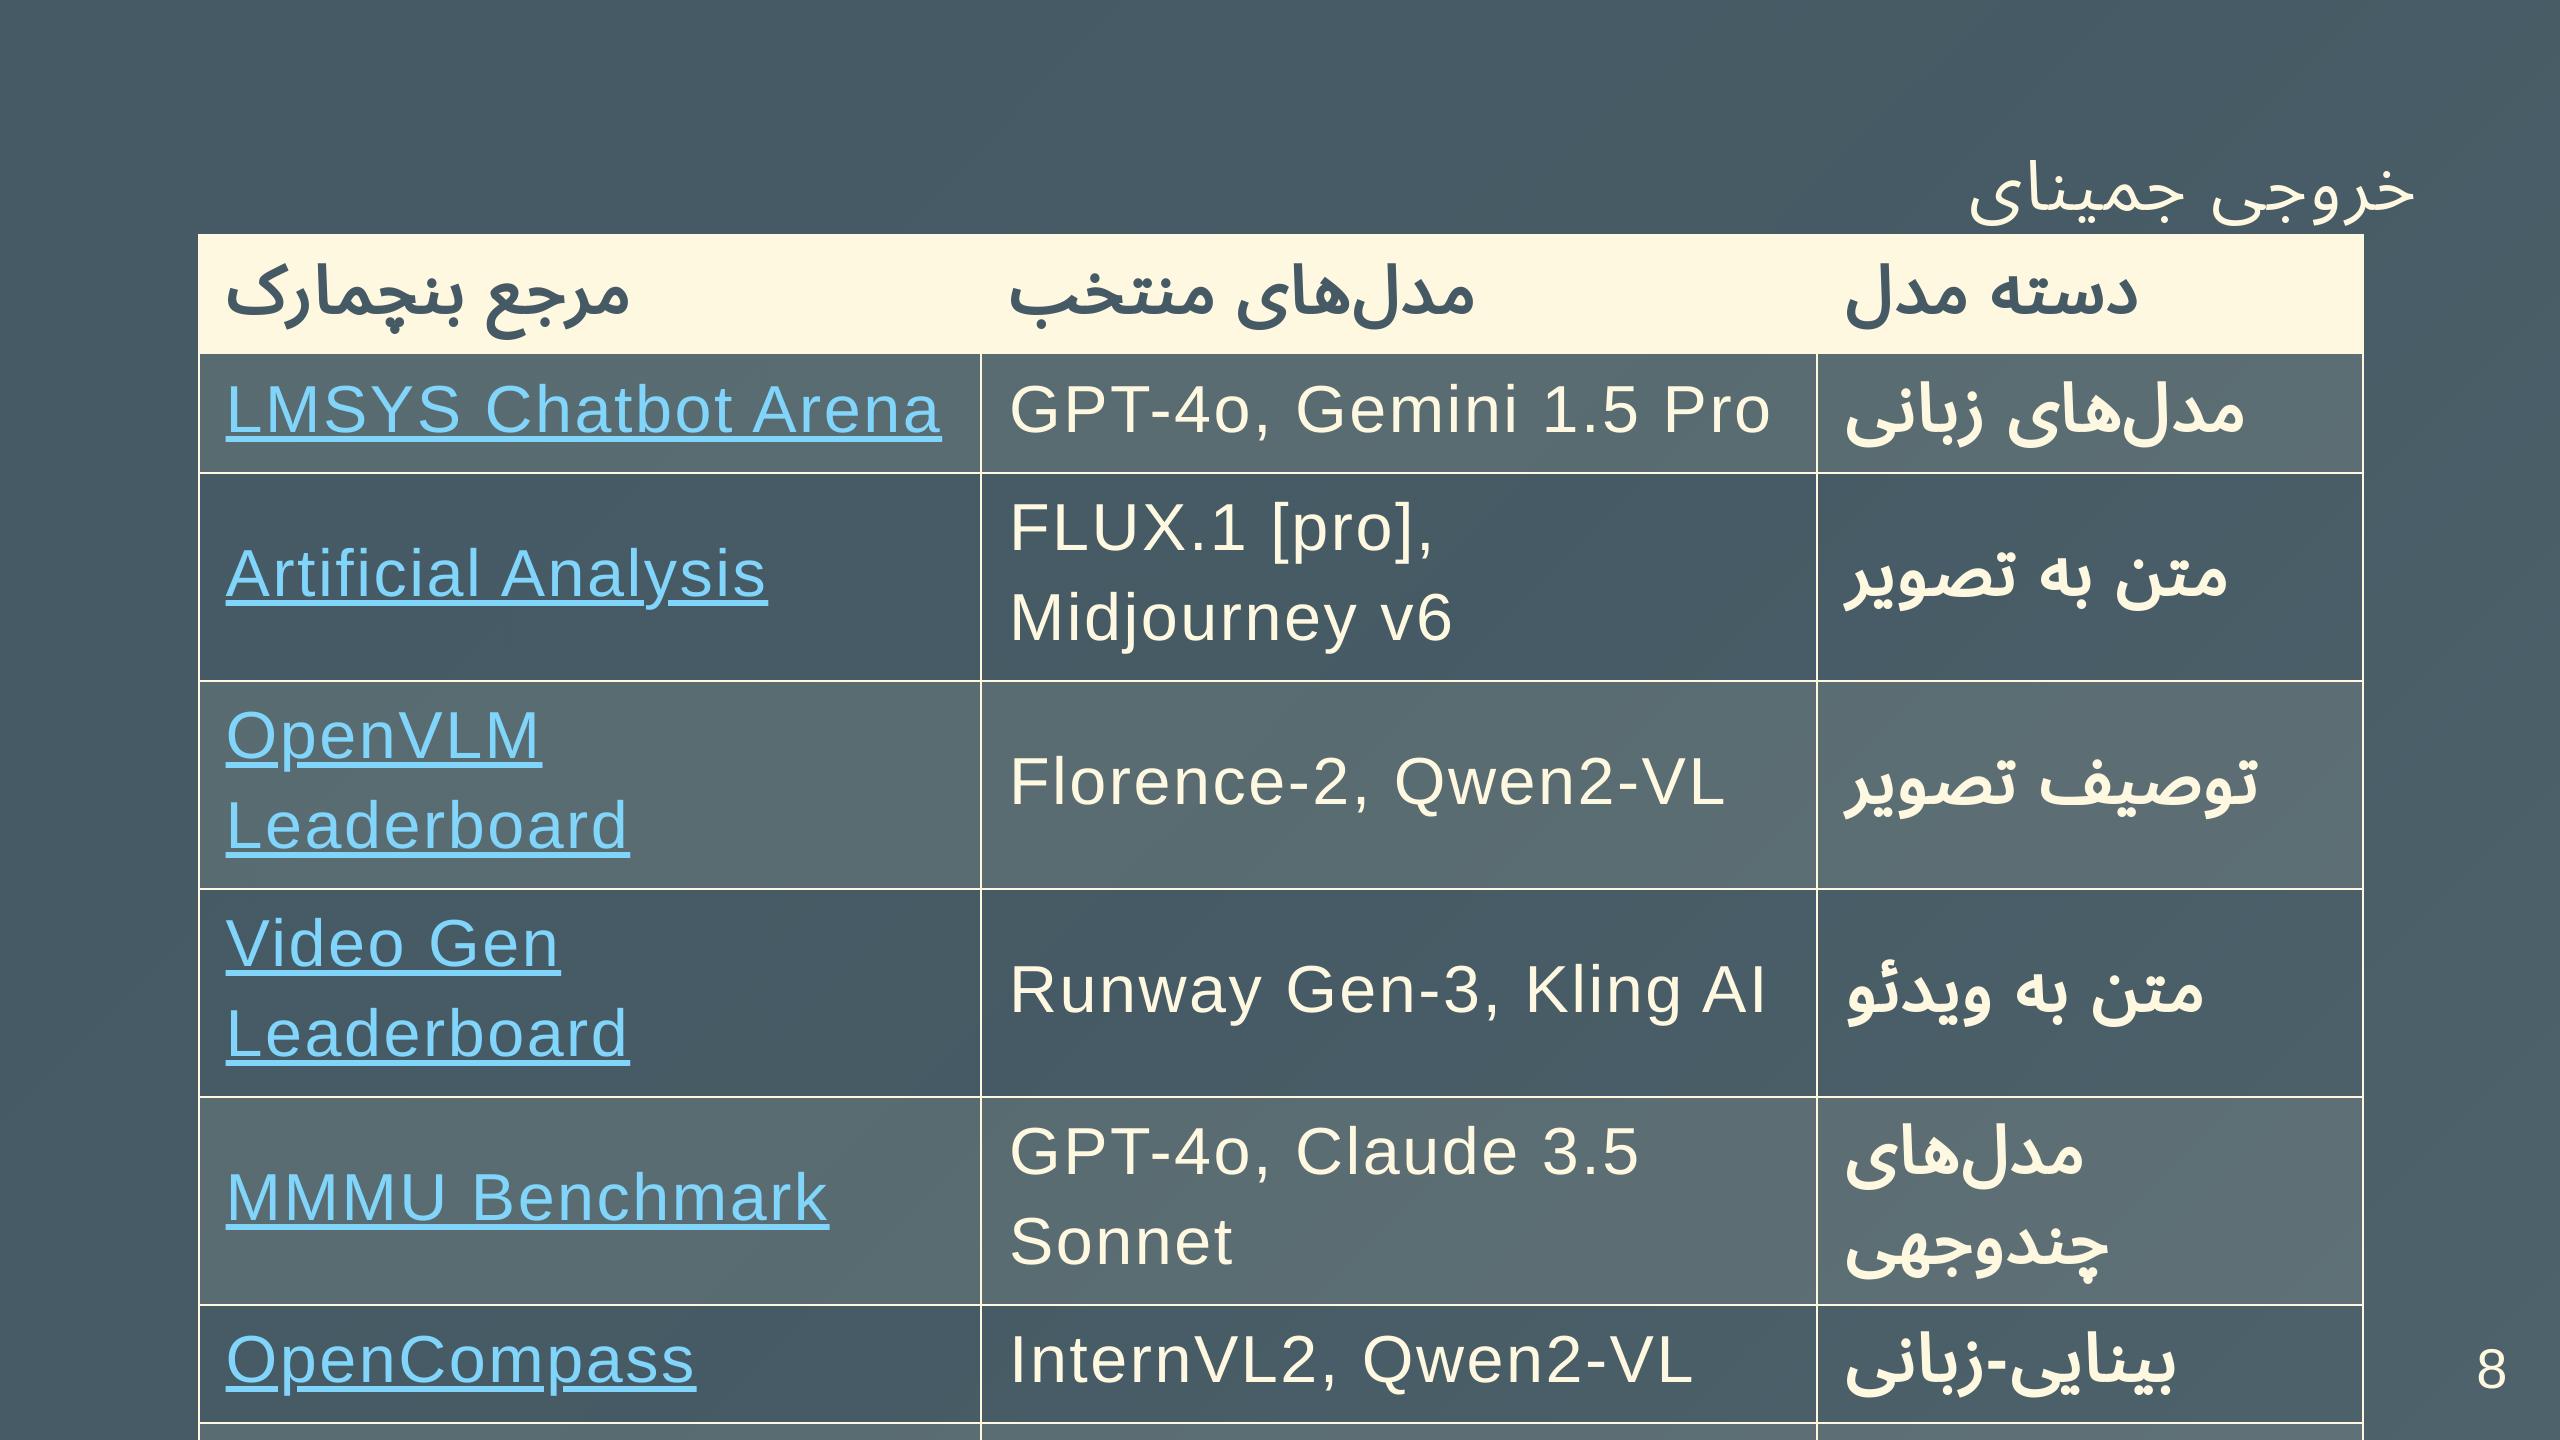 خروجی جمینای
دسته مدل	مدل‌های منتخب	مرجع بنچمارک
مدل‌های زبانی	GPT-4o, Gemini 1.5 Pro	LMSYS Chatbot Arena
متن به تصویر	FLUX.1 [pro], Midjourney v6	Artificial Analysis
توصیف تصویر	Florence-2, Qwen2-VL	OpenVLM Leaderboard
متن به ویدئو	Runway Gen-3, Kling AI	Video Gen Leaderboard
مدل‌های چندوجهی	GPT-4o, Claude 3.5 Sonnet	MMMU Benchmark
بینایی-زبانی	InternVL2, Qwen2-VL	OpenCompass
8